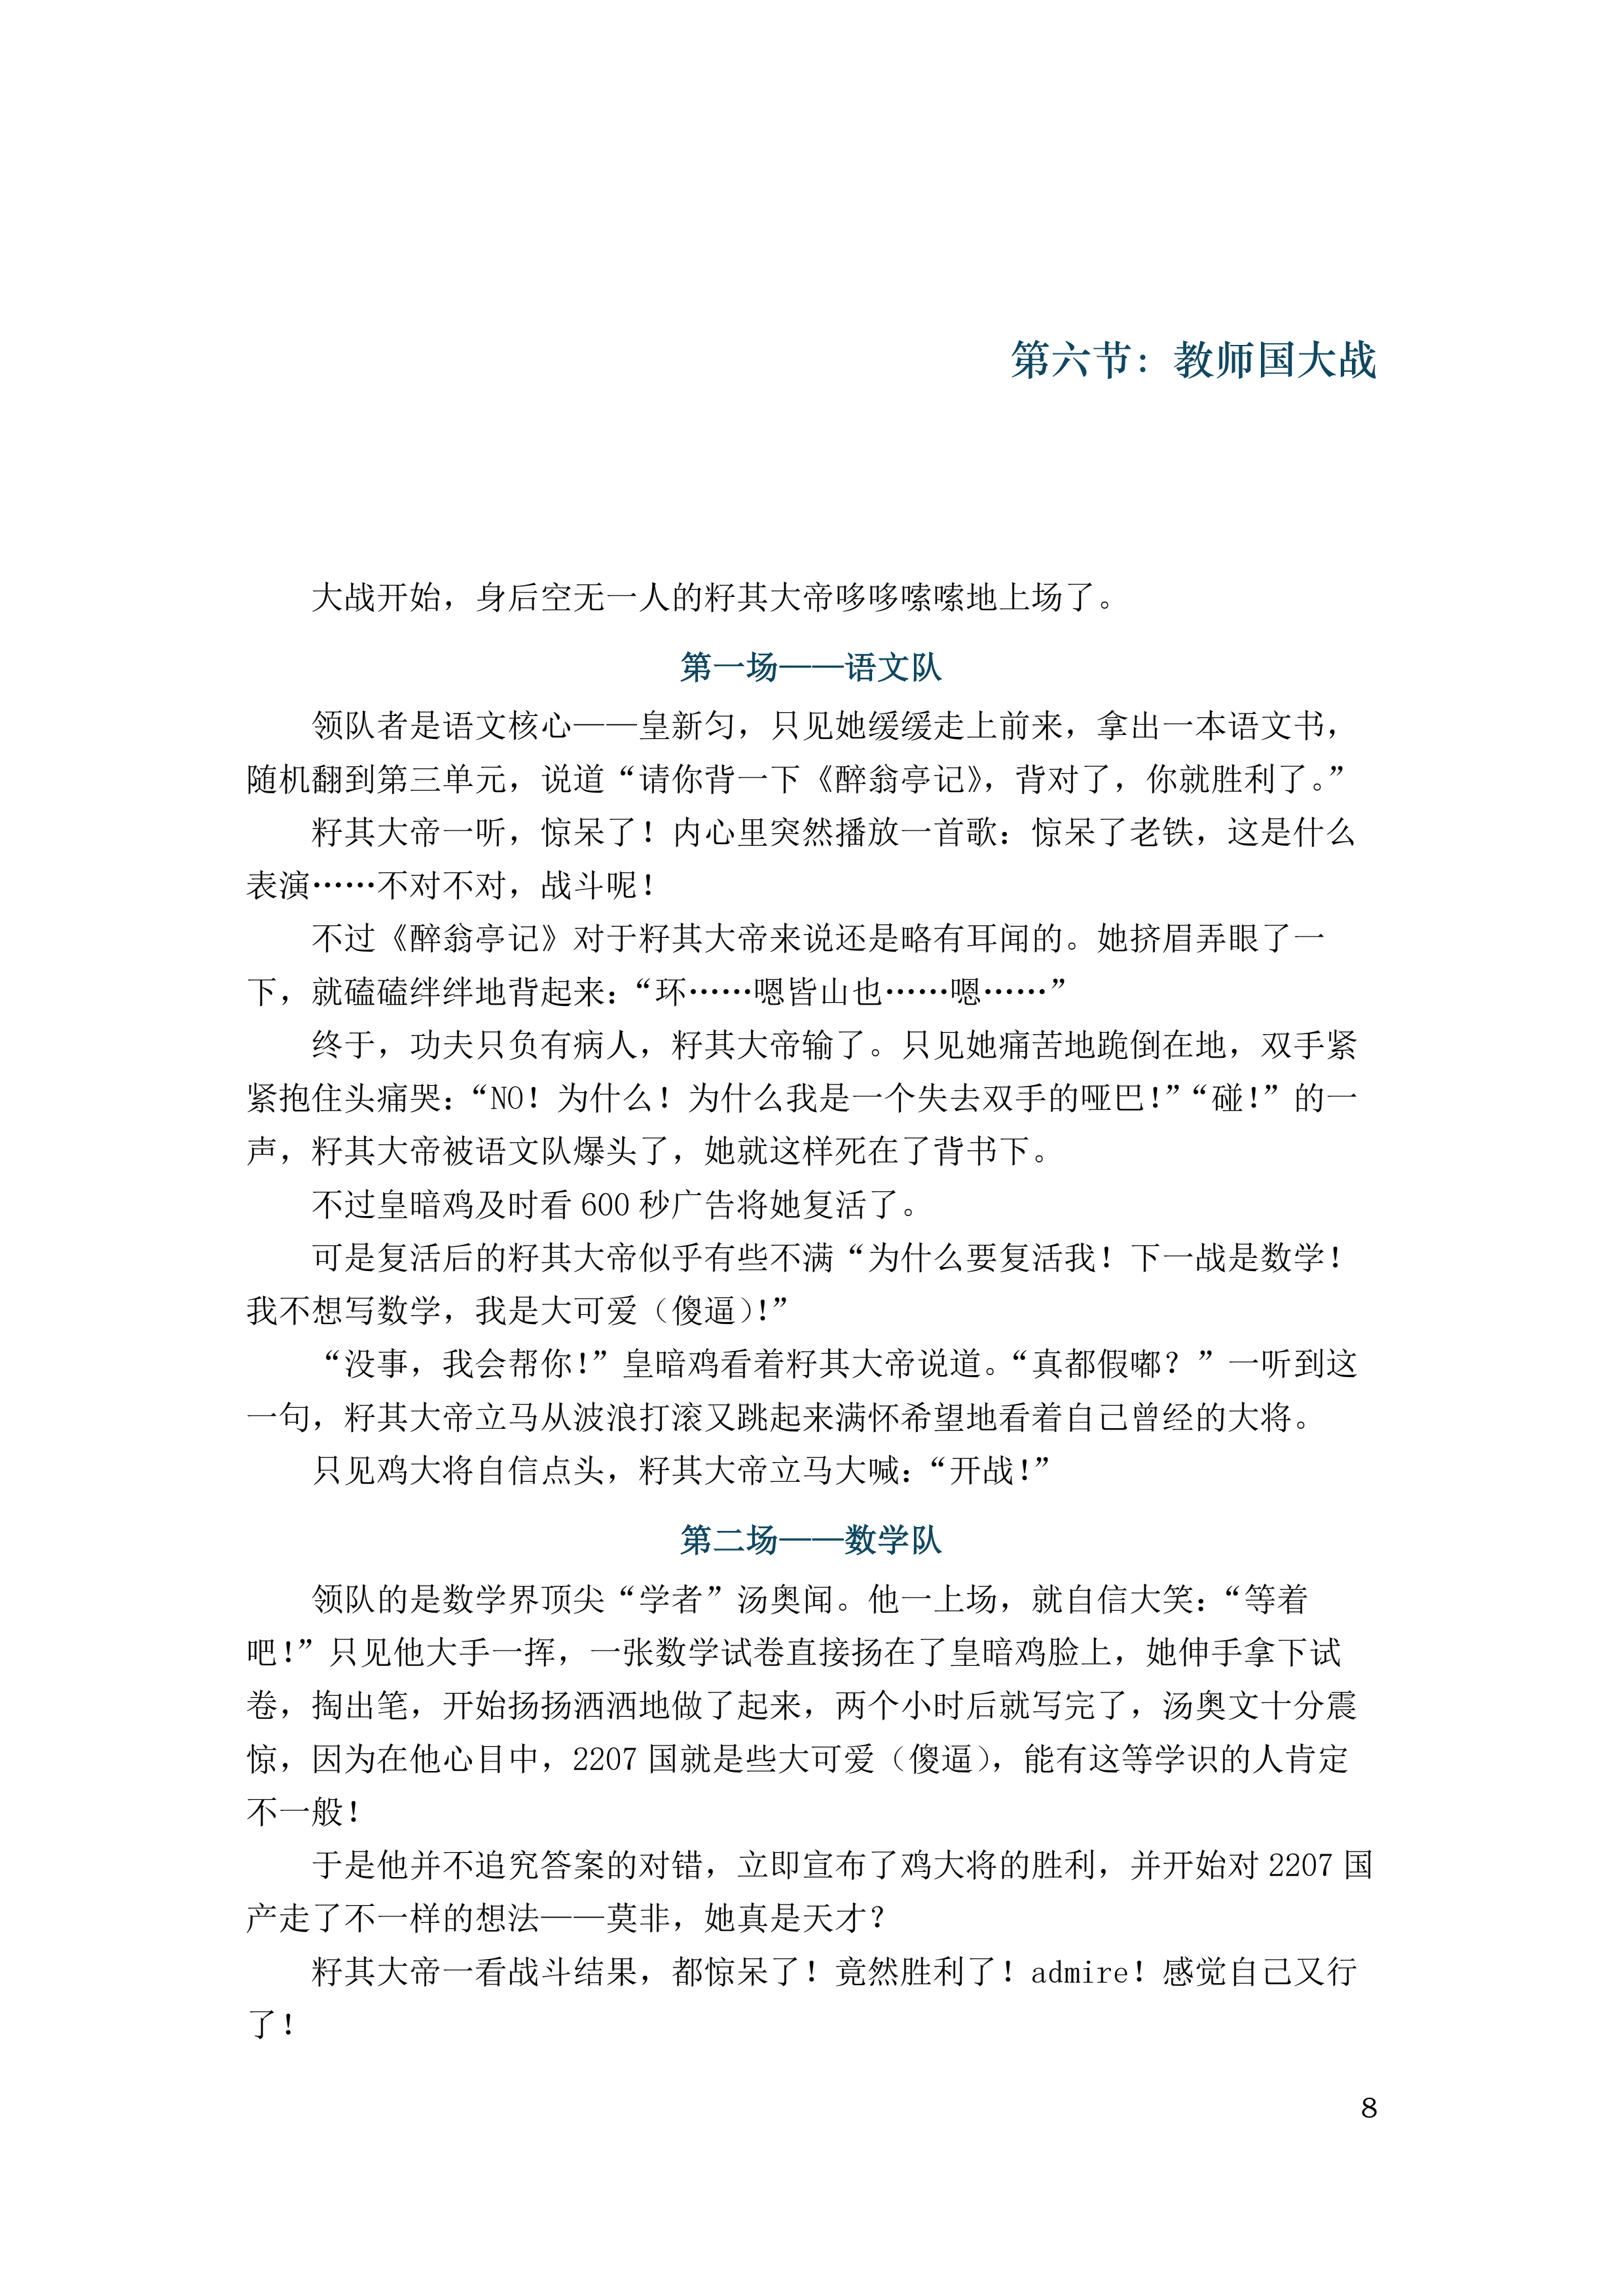 第六节：教师国大战
大战开始，身后空无一人的籽其大帝哆哆嗦嗦地上场了。
第一场——语文队
领队者是语文核心——皇新匀，只见她缓缓走上前来，拿出一本语文书，
随机翻到第三单元，说道“请你背一下《醉翁亭记》，背对了，你就胜利了。”
籽其大帝一听，惊呆了！内心里突然播放一首歌：惊呆了老铁，这是什么
表演……不对不对，战斗呢！
不过《醉翁亭记》对于籽其大帝来说还是略有耳闻的。她挤眉弄眼了一
下，就磕磕绊绊地背起来：“环……嗯皆山也……嗯……”
终于，功夫只负有病人，籽其大帝输了。只见她痛苦地跪倒在地，双手紧
紧抱住头痛哭：“NO！为什么！为什么我是一个失去双手的哑巴！”“碰！”的一
声，籽其大帝被语文队爆头了，她就这样死在了背书下。
不过皇暗鸡及时看 600 秒广告将她复活了。
可是复活后的籽其大帝似乎有些不满“为什么要复活我！下一战是数学！
我不想写数学，我是大可爱（傻逼）！”
“没事，我会帮你！”皇暗鸡看着籽其大帝说道。“真都假嘟？”一听到这
一句，籽其大帝立马从波浪打滚又跳起来满怀希望地看着自己曾经的大将。
只见鸡大将自信点头，籽其大帝立马大喊：“开战！”
第二场——数学队
领队的是数学界顶尖“学者”汤奥闻。他一上场，就自信大笑：“等着
吧！”只见他大手一挥，一张数学试卷直接扬在了皇暗鸡脸上，她伸手拿下试
卷，掏出笔，开始扬扬洒洒地做了起来，两个小时后就写完了，汤奥文十分震
惊，因为在他心目中，2207 国就是些大可爱（傻逼），能有这等学识的人肯定
不一般！
于是他并不追究答案的对错，立即宣布了鸡大将的胜利，并开始对 2207 国
产走了不一样的想法——莫非，她真是天才？
籽其大帝一看战斗结果，都惊呆了！竟然胜利了！admire！感觉自己又行
了！
8